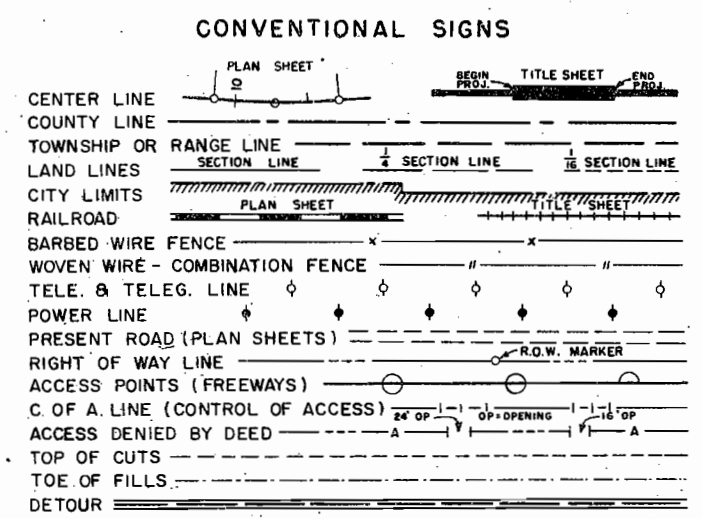 CONVENTIONAL SIGNS
PLAN SHEET
10
BEGIN PROJ.
TITLE SHEET
END PROJ.
CENTER LINE
COUNTY LINE
TOWNSHIP OR RANGE LINE
LAND LINES
SECTION LINE
1/4 SECTION LINE
1/16 SECTION LINE
CITY LIMITS
RAILROAD
PLAN SHEET
TITLE SHEET
BARBED WIRE FENCE
x x
WOVEN WIRE - COMBINATION FENCE
TELE. & TELEG. LINE
POWER LINE
PRESENT ROAD (PLAN SHEETS)
RIGHT OF WAY LINE
R.O.W. MARKER
ACCESS POINTS (FREEWAYS)
C. OF A. LINE (CONTROL OF ACCESS)
24' OP
OP = OPENING
16' OP
ACCESS DENIED BY DEED
A A
TOP OF CUTS
TOE OF FILLS
DETOUR